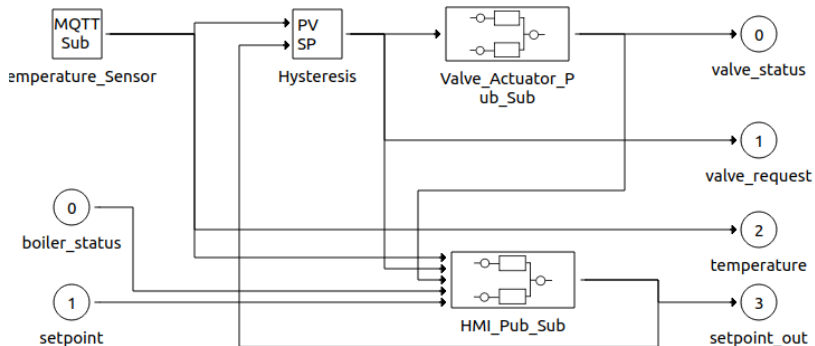 MQTT
Sub
emperature_Sensor
PV
SP
Hysteresis
Valve_Actuator_P
ub_Sub
0
valve_status
1
valve_request
0
boiler_status
2
temperature
1
setpoint
HMI_Pub_Sub
3
setpoint_out